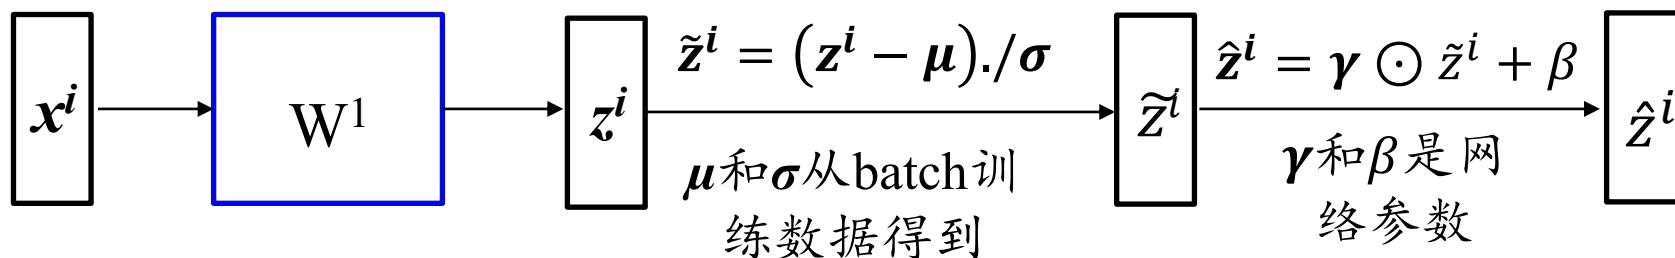 xⁱ
W¹
zⁱ
z̃ⁱ = (zⁱ − μ)./σ
μ和σ从batch训
练数据得到
z̃ⁱ
ẑⁱ = γ ⊙ z̃ⁱ + β
γ和β是网
络参数
ẑⁱ